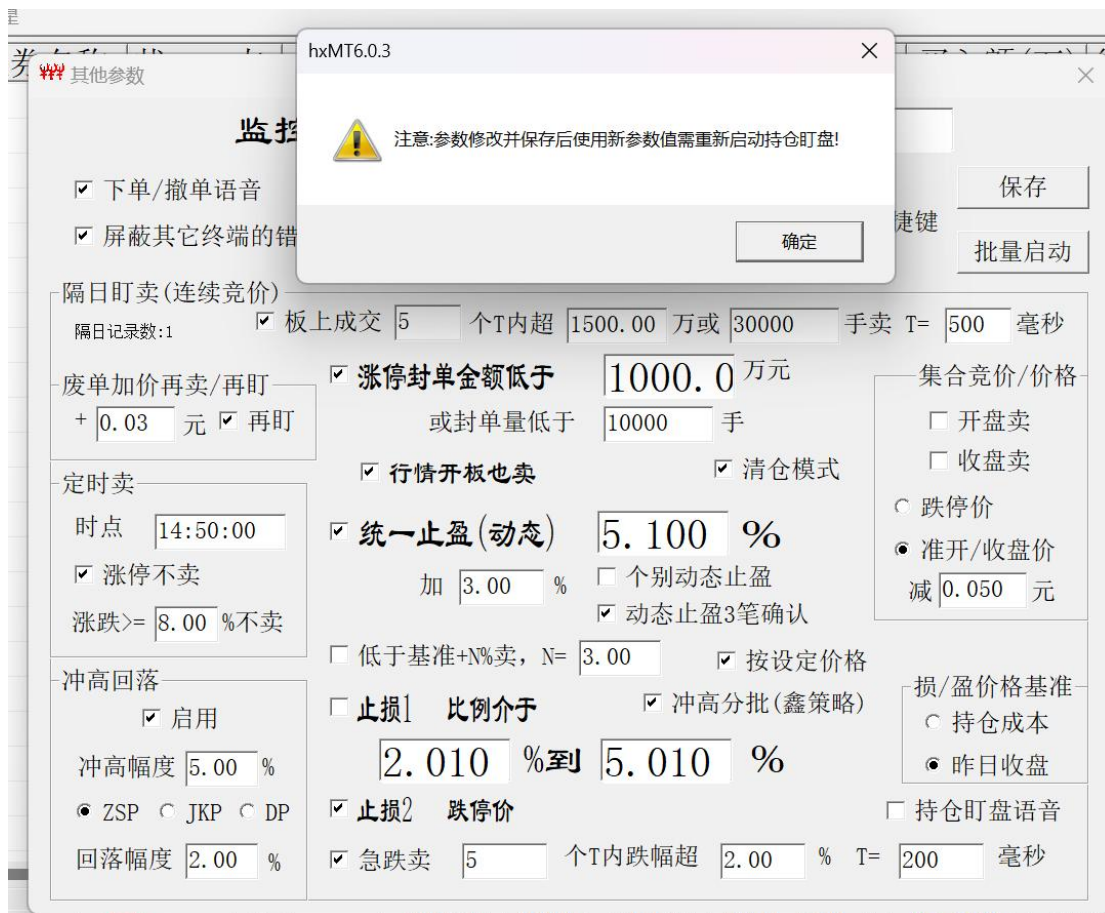 hxMT6.0.3
注意:参数修改并保存后使用新参数值需重新启动持仓盯盘!
确定
其他参数
监控
下单/撤单语音
保存
屏蔽其它终端的错
捷键
批量启动
隔日盯卖(连续竞价)
隔日记录数:1
板上成交 5 个T内超 1500.00 万或 30000 手卖 T= 500 毫秒
废单加价再卖/再盯
+ 0.03 元 再盯
涨停封单金额低于 1000.0 万元
或封单量低于 10000 手
集合竞价/价格
开盘卖
收盘卖
跌停价
准开/收盘价
减 0.050 元
行情开板也卖 清仓模式
定时卖
时点 14:50:00
涨停不卖
涨跌>= 8.00 %不卖
统一止盈(动态) 5.100 %
加 3.00 % 个别动态止盈
动态止盈3笔确认
低于基准+N%卖, N= 3.00 按设定价格
冲高回落
启用
冲高幅度 5.00 %
ZSP JKP DP
回落幅度 2.00 %
止损1 比例介于 冲高分批(鑫策略)
2.010 %到 5.010 %
损/盈价格基准
持仓成本
昨日收盘
止损2 跌停价 持仓盯盘语音
急跌卖 5 个T内跌幅超 2.00 % T= 200 毫秒